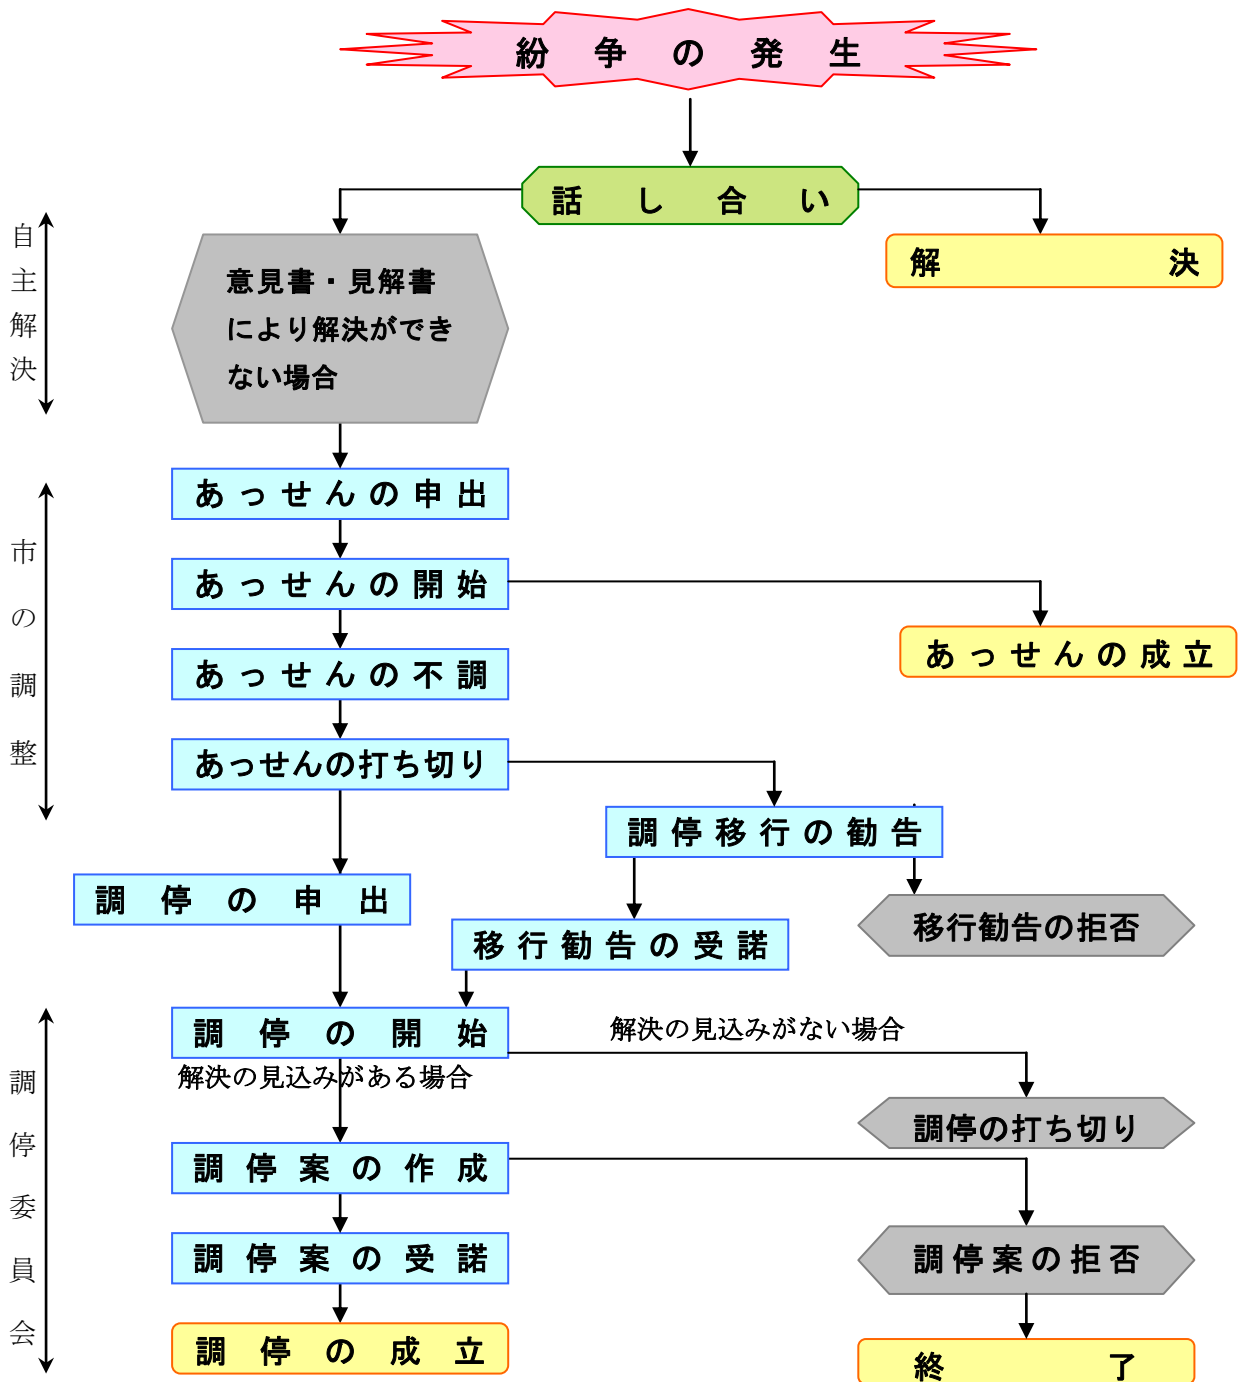 紛争の発生
話し合い
解決
自主解決
意見書・見解書
により解決ができ
ない場合
あっせんの申出
市の調整
あっせんの開始
あっせんの成立
あっせんの不調
あっせんの打ち切り
調停移行の勧告
調停の申出
移行勧告の受諾
移行勧告の拒否
調停委員会
調停の開始
解決の見込みがない場合
解決の見込みがある場合
調停の打ち切り
調停案の作成
調停案の受諾
調停案の拒否
調停の成立
終了